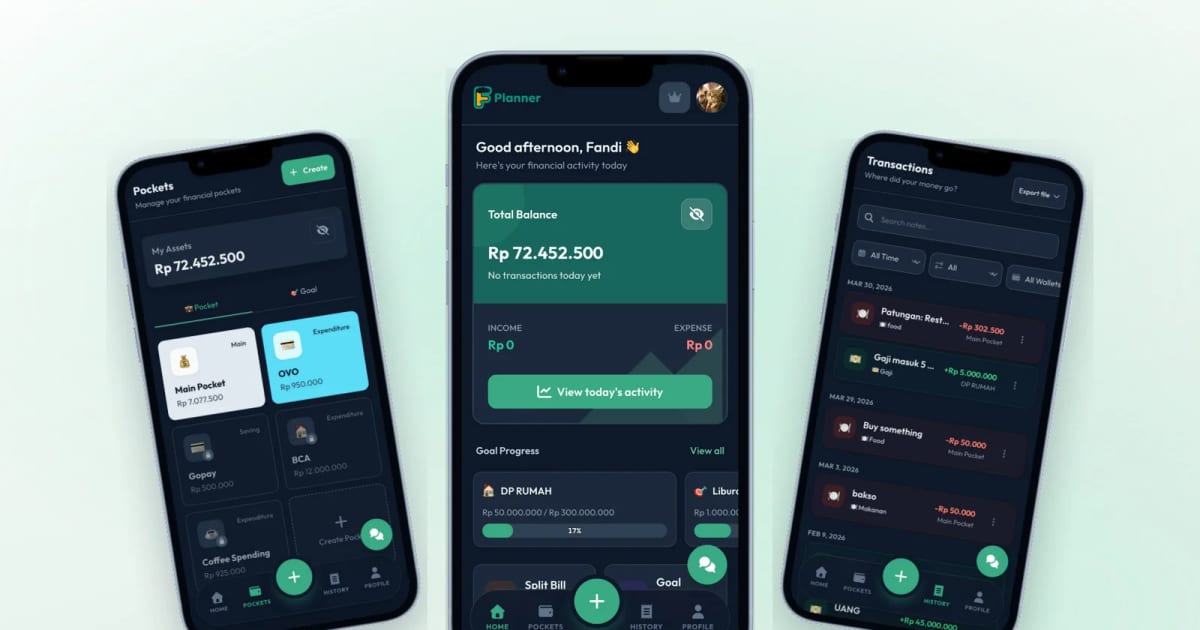 Pockets
Manage your financial pockets
+ Create
My Assets
Rp 72.452.500
Pocket
Goal
Main
Main Pocket
Rp 7.077.500
Expenditure
OVO
Rp 950.000
Saving
Gopay
Rp 500.000
Expenditure
BCA
Rp 12.000.000
Expenditure
Coffee Spending
Rp 925.000
+
Create
HOME
POCKETS
+
HISTORY
PROFILE
Planner
Good afternoon, Fandi 👋
Here's your financial activity today
Total Balance
Rp 72.452.500
No transactions today yet
INCOME
Rp 0
EXPENSE
Rp 0
View today's activity
Goal Progress
View all
DP RUMAH
Rp 50.000.000 / Rp 300.000.000
17%
Rp 1.000.00
Split Bill
Goal
HOME
POCKETS
+
HISTORY
PROFILE
Transactions
Where did your money go?
Export file
Search notes...
All Time
All
All Wallets
MAR 30, 2026
Patungan: Rest...
food
-Rp 302.500
Main Pocket
Gaji masuk 5 ...
Gaji
+Rp 5.000.000
DP RUMAH
MAR 29, 2026
Buy something
Food
-Rp 50.000
Main Pocket
MAR 3, 2026
bakso
Makanan
-Rp 50.000
Main Pocket
FEB 9, 2026
HOME
POCKETS
+
HISTORY
PROFILE
UANG
+Rp 45.000.000